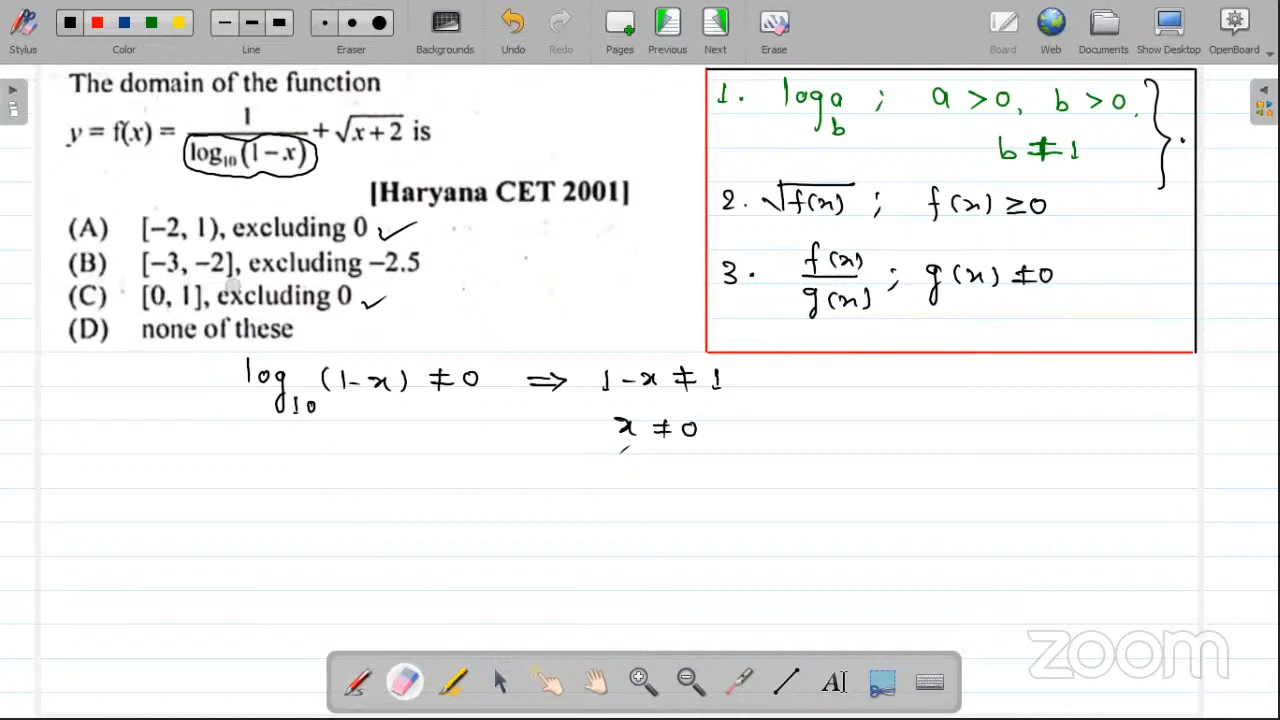 Stylus Color Line Eraser Backgrounds Undo Redo Pages Previous Next Erase Board Web Documents Show Desktop OpenBoard
The domain of the function
y = f(x) = 1 / log₁₀(1 − x) + √(x + 2) is
[Haryana CET 2001]
(A) [−2, 1), excluding 0 ✓
(B) [−3, −2], excluding −2.5
(C) [0, 1], excluding 0 ✓
(D) none of these
1. log_b a ; a > 0, b > 0,
b ≠ 1
2. √f(x) ; f(x) ≥ 0
3. f(x) / g(x) ; g(x) ≠ 0
log₁₀ (1 - x) ≠ 0 ⇒ 1 - x ≠ 1
x ≠ 0
zoom
AI